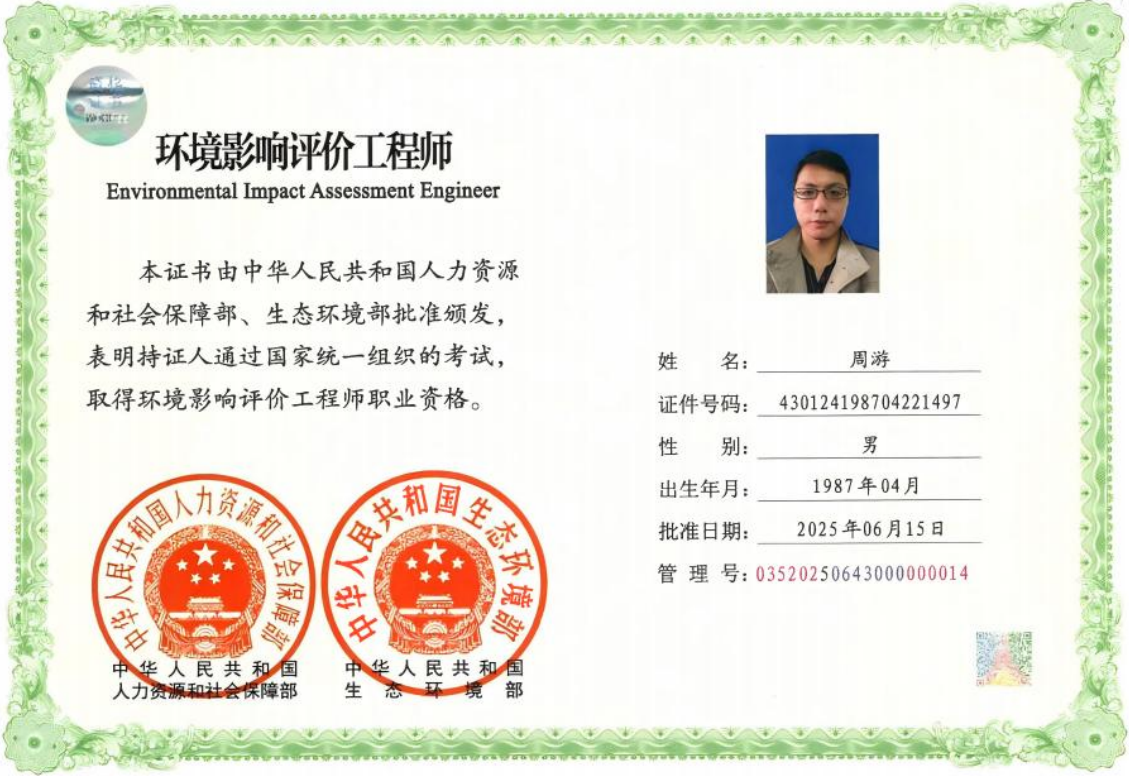 环境影响评价工程师
Environmental Impact Assessment Engineer
本证书由中华人民共和国人力资源
和社会保障部、生态环境部批准颁发，
表明持证人通过国家统一组织的考试，
取得环境影响评价工程师职业资格。
中华人民共和国人力资源和社会保障部
中华人民共和国生态环境部
中华人民共和国
人力资源和社会保障部
中华人民共和国
生态环境部
姓 名： 周游
证件号码： 430124198704221497
性 别： 男
出生年月： 1987年04月
批准日期： 2025年06月15日
管 理 号：03520250643000000014